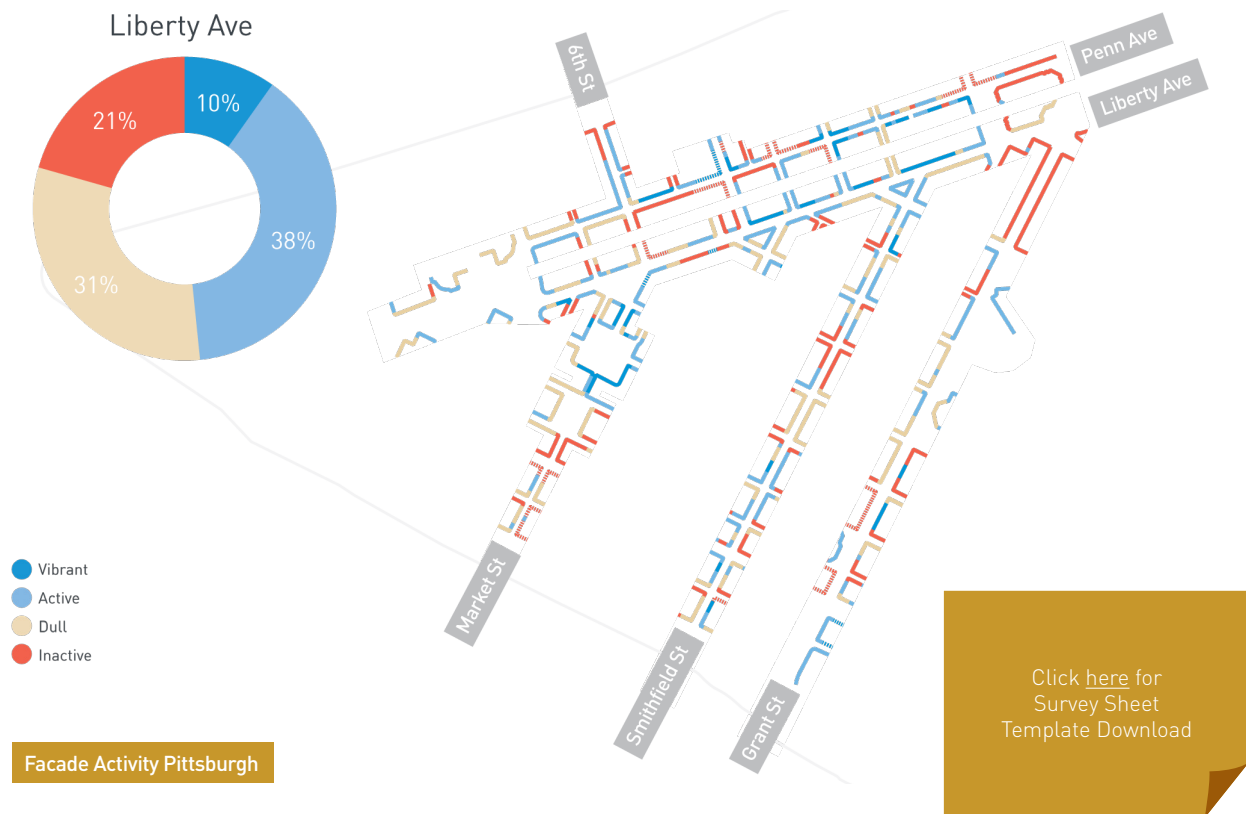 Liberty Ave
10%
21%
38%
31%
6th St
Penn Ave
Liberty Ave
Market St
Smithfield St
Grant St
Vibrant
Active
Dull
Inactive
Facade Activity Pittsburgh
Click here for
Survey Sheet
Template Download